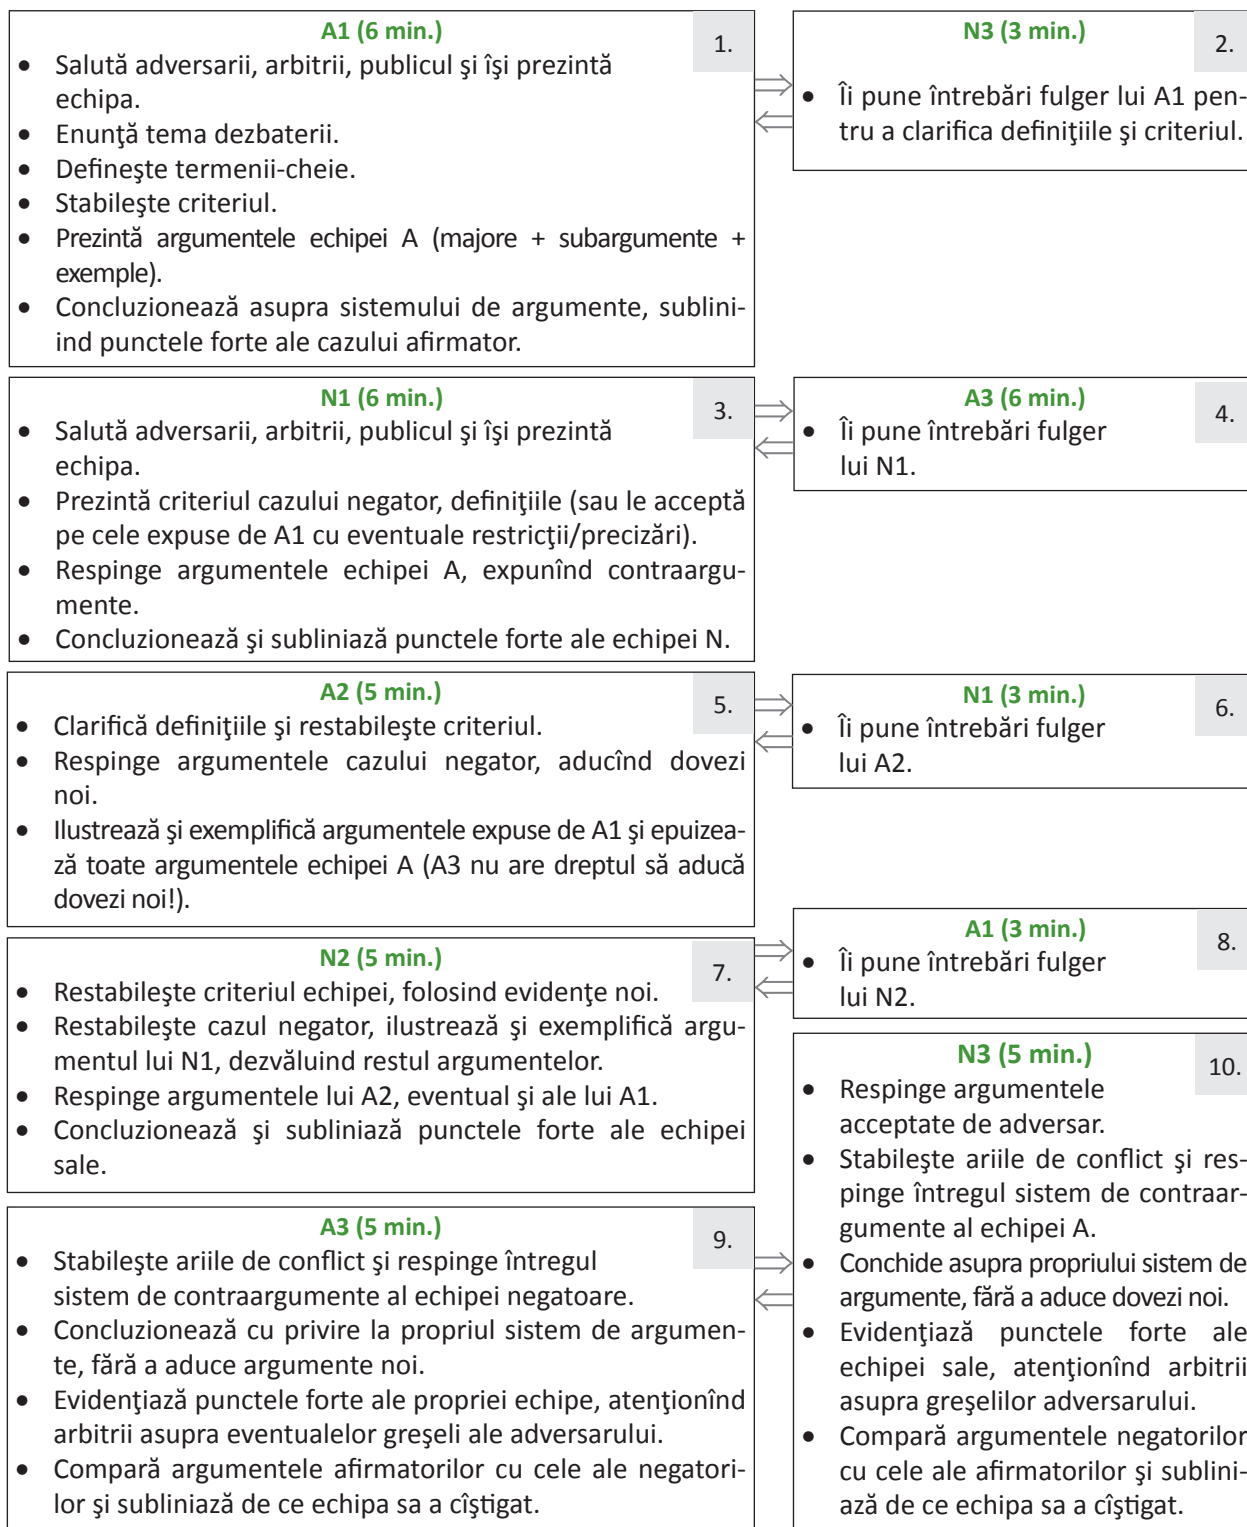 A1 (6 min.)
1.
• Salută adversarii, arbitrii, publicul şi îşi prezintă
echipa.
• Enunţă tema dezbaterii.
• Defineşte termenii-cheie.
• Stabileşte criteriul.
• Prezintă argumentele echipei A (majore + subargumente +
exemple).
• Concluzionează asupra sistemului de argumente, sublini-
ind punctele forte ale cazului afirmator.
N3 (3 min.)
2.
• Îi pune întrebări fulger lui A1 pen-
tru a clarifica definiţiile şi criteriul.
N1 (6 min.)
3.
• Salută adversarii, arbitrii, publicul şi îşi prezintă
echipa.
• Prezintă criteriul cazului negator, definiţiile (sau le acceptă
pe cele expuse de A1 cu eventuale restricţii/precizări).
• Respinge argumentele echipei A, expunînd contraargu-
mente.
• Concluzionează şi subliniază punctele forte ale echipei N.
A3 (6 min.)
4.
• Îi pune întrebări fulger
lui N1.
A2 (5 min.)
5.
• Clarifică definiţiile şi restabileşte criteriul.
• Respinge argumentele cazului negator, aducînd dovezi
noi.
• Ilustrează şi exemplifică argumentele expuse de A1 şi epuizea-
ză toate argumentele echipei A (A3 nu are dreptul să aducă
dovezi noi!).
N1 (3 min.)
6.
• Îi pune întrebări fulger
lui A2.
N2 (5 min.)
7.
• Restabileşte criteriul echipei, folosind evidenţe noi.
• Restabileşte cazul negator, ilustrează şi exemplifică argu-
mentul lui N1, dezvăluind restul argumentelor.
• Respinge argumentele lui A2, eventual şi ale lui A1.
• Concluzionează şi subliniază punctele forte ale echipei
sale.
A1 (3 min.)
8.
• Îi pune întrebări fulger
lui N2.
A3 (5 min.)
9.
• Stabileşte ariile de conflict şi respinge întregul
sistem de contraargumente al echipei negatoare.
• Concluzionează cu privire la propriul sistem de argumen-
te, fără a aduce argumente noi.
• Evidenţiază punctele forte ale propriei echipe, atenţionînd
arbitrii asupra eventualelor greşeli ale adversarului.
• Compară argumentele afirmatorilor cu cele ale negatori-
lor şi subliniază de ce echipa sa a cîştigat.
N3 (5 min.)
10.
• Respinge argumentele
acceptate de adversar.
• Stabileşte ariile de conflict şi res-
pinge întregul sistem de contraar-
gumente al echipei A.
• Conchide asupra propriului sistem de
argumente, fără a aduce dovezi noi.
• Evidenţiază punctele forte ale
echipei sale, atenţionînd arbitrii
asupra greşelilor adversarului.
• Compară argumentele negatorilor
cu cele ale afirmatorilor şi sublini-
ază de ce echipa sa a cîştigat.